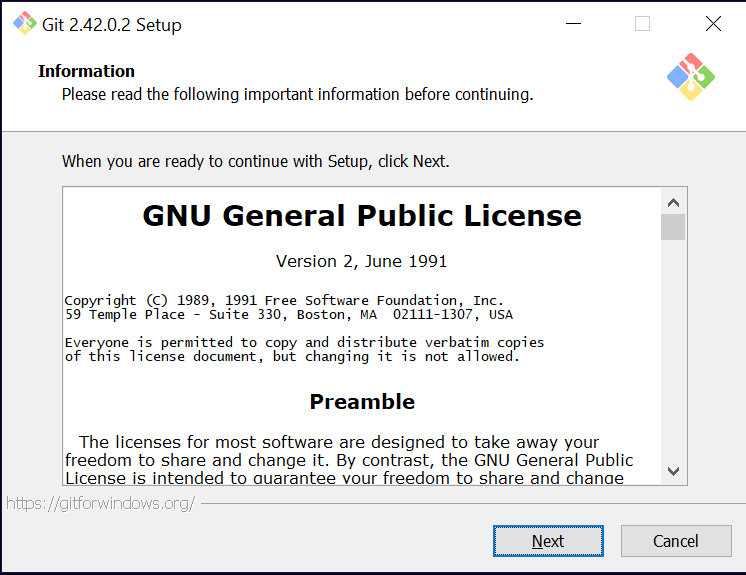 Git 2.42.0.2 Setup
Information
Please read the following important information before continuing.
When you are ready to continue with Setup, click Next.
GNU General Public License
Version 2, June 1991
Copyright (C) 1989, 1991 Free Software Foundation, Inc.
59 Temple Place - Suite 330, Boston, MA  02111-1307, USA
Everyone is permitted to copy and distribute verbatim copies
of this license document, but changing it is not allowed.
Preamble
The licenses for most software are designed to take away your
freedom to share and change it. By contrast, the GNU General Public
License is intended to guarantee your freedom to share and change
https://gitforwindows.org/
Next
Cancel